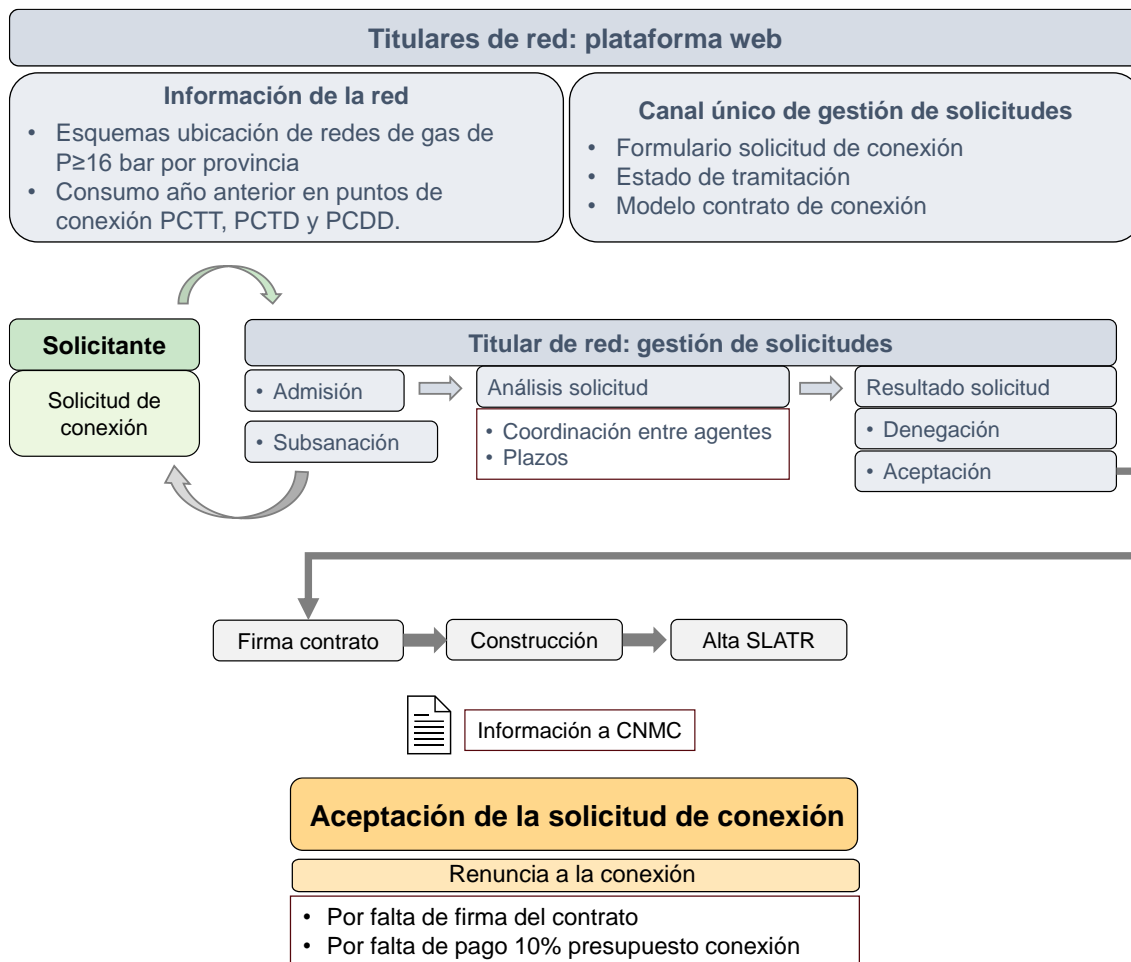 Titulares de red: plataforma web
Información de la red
• Esquemas ubicación de redes de gas de
P≥16 bar por provincia
• Consumo año anterior en puntos de
conexión PCTT, PCTD y PCDD.
Canal único de gestión de solicitudes
• Formulario solicitud de conexión
• Estado de tramitación
• Modelo contrato de conexión
Solicitante
Solicitud de
conexión
Titular de red: gestión de solicitudes
• Admisión
• Subsanación
Análisis solicitud
• Coordinación entre agentes
• Plazos
Resultado solicitud
• Denegación
• Aceptación
Firma contrato
Construcción
Alta SLATR
Información a CNMC
Aceptación de la solicitud de conexión
Renuncia a la conexión
• Por falta de firma del contrato
• Por falta de pago 10% presupuesto conexión